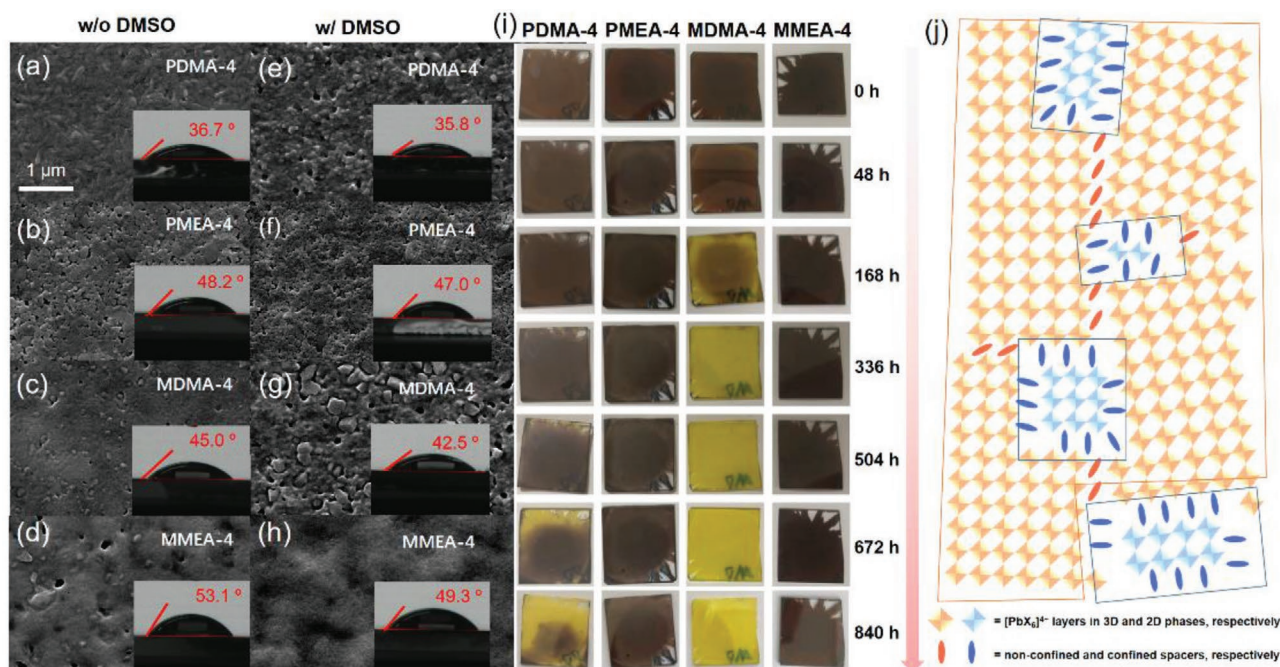 w/o DMSO
w/ DMSO
(a)
PDMA-4
36.7 º
1 µm
(b)
PMEA-4
48.2 º
(c)
MDMA-4
45.0 º
(d)
MMEA-4
53.1 º
(e)
PDMA-4
35.8 º
(f)
PMEA-4
47.0 º
(g)
MDMA-4
42.5 º
(h)
MMEA-4
49.3 º
(i)
PDMA-4 PMEA-4 MDMA-4 MMEA-4
0 h
48 h
168 h
336 h
504 h
672 h
840 h
(j)
= [PbX₆]⁴⁻ layers in 3D and 2D phases, respectively
= non-confined and confined spacers, respectively